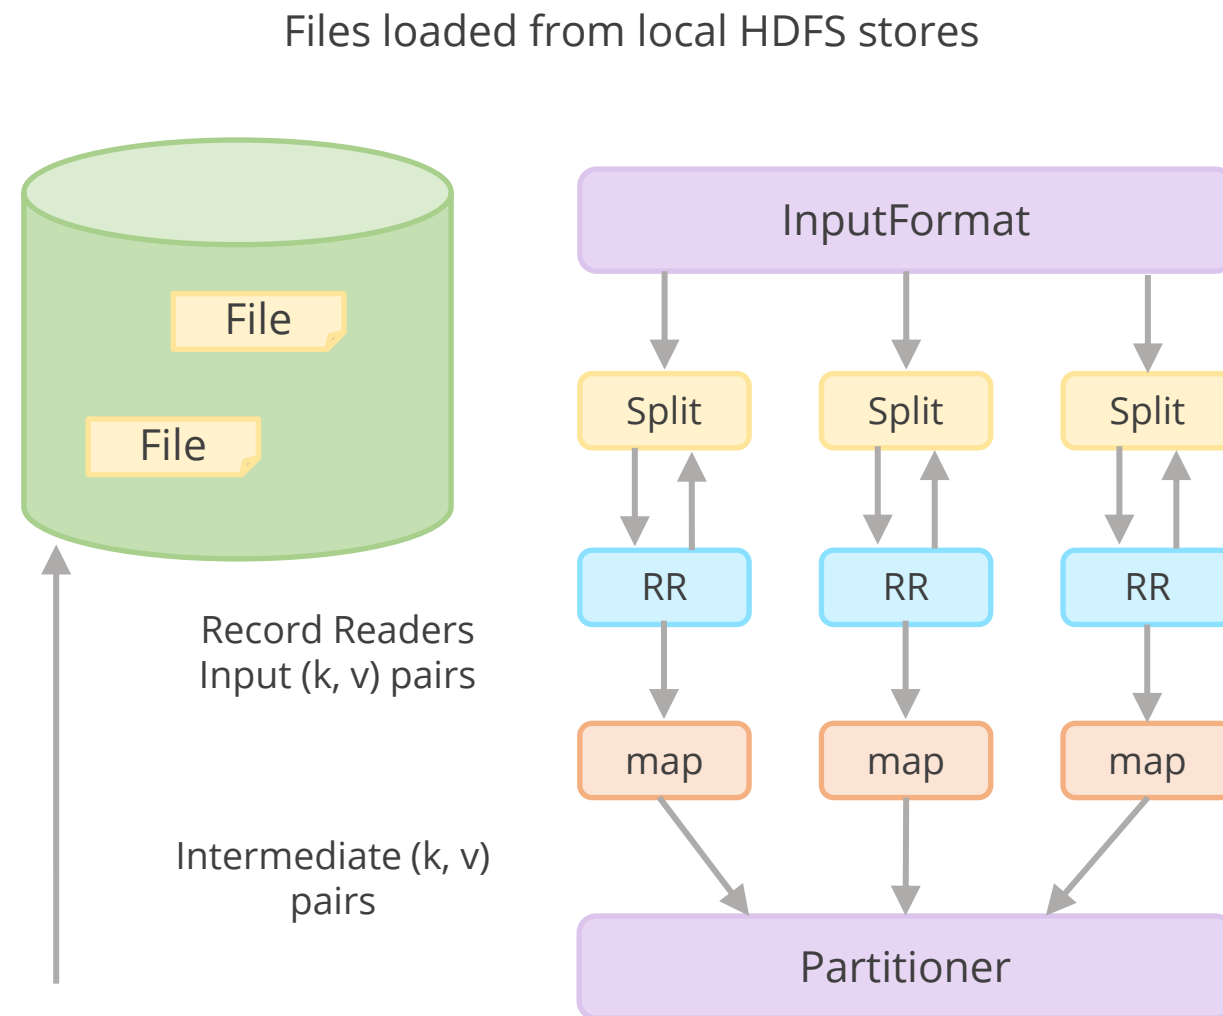 Files loaded from local HDFS stores
InputFormat
File
File
Split
Split
Split
RR
RR
RR
Record Readers
Input (k, v) pairs
map
map
map
Intermediate (k, v)
pairs
Partitioner